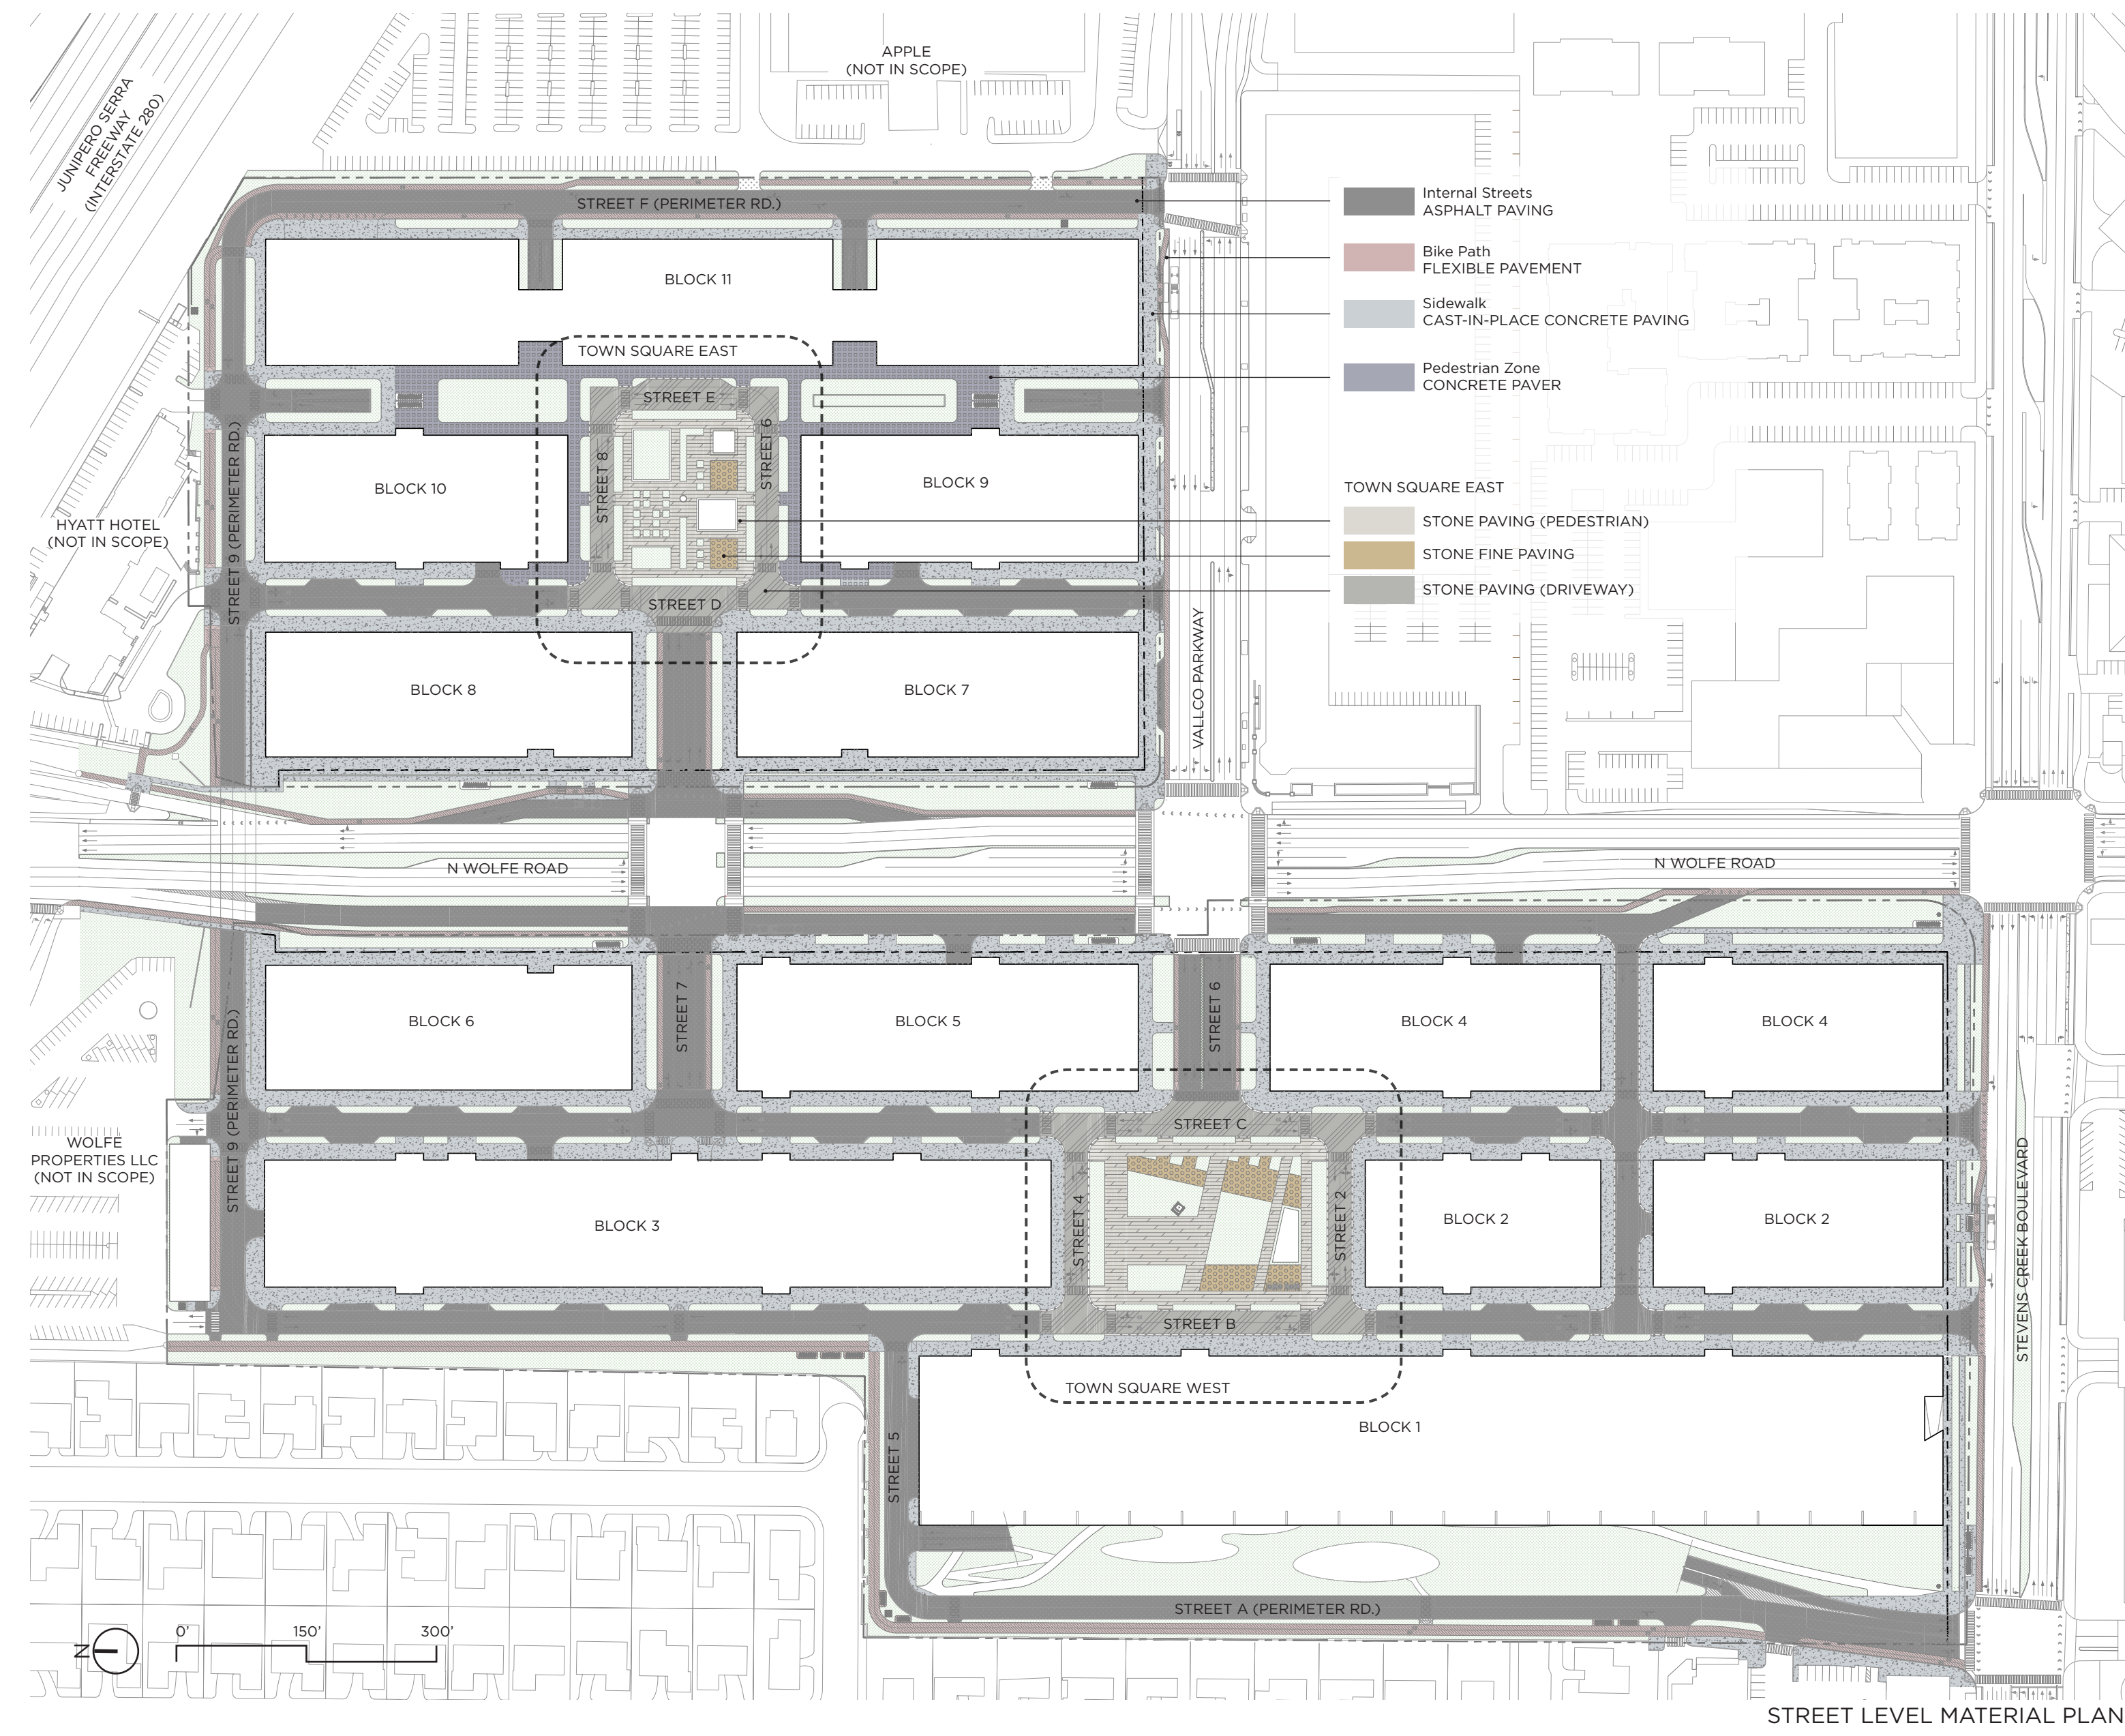 APPLE
(NOT IN SCOPE)
JUNIPERO SERRA
FREEWAY
(INTERSTATE 280)
STREET F (PERIMETER RD.)
Internal Streets
ASPHALT PAVING
Bike Path
FLEXIBLE PAVEMENT
Sidewalk
CAST-IN-PLACE CONCRETE PAVING
Pedestrian Zone
CONCRETE PAVER
BLOCK 11
TOWN SQUARE EAST
STREET E
STREET 8
STREET 6
BLOCK 10
BLOCK 9
TOWN SQUARE EAST
STONE PAVING (PEDESTRIAN)
STONE FINE PAVING
STONE PAVING (DRIVEWAY)
HYATT HOTEL
(NOT IN SCOPE)
STREET 9 (PERIMETER RD.)
STREET D
BLOCK 8
BLOCK 7
VALLCO PARKWAY
N WOLFE ROAD
N WOLFE ROAD
BLOCK 6
STREET 7
BLOCK 5
STREET 6
BLOCK 4
BLOCK 4
STREET 9 (PERIMETER RD.)
WOLFE
PROPERTIES LLC
(NOT IN SCOPE)
STREET C
BLOCK 3
STREET 4
STREET 2
BLOCK 2
BLOCK 2
STEVENS CREEK BOULEVARD
STREET B
TOWN SQUARE WEST
BLOCK 1
STREET 5
STREET A (PERIMETER RD.)
N
0'
150'
300'
STREET LEVEL MATERIAL PLAN